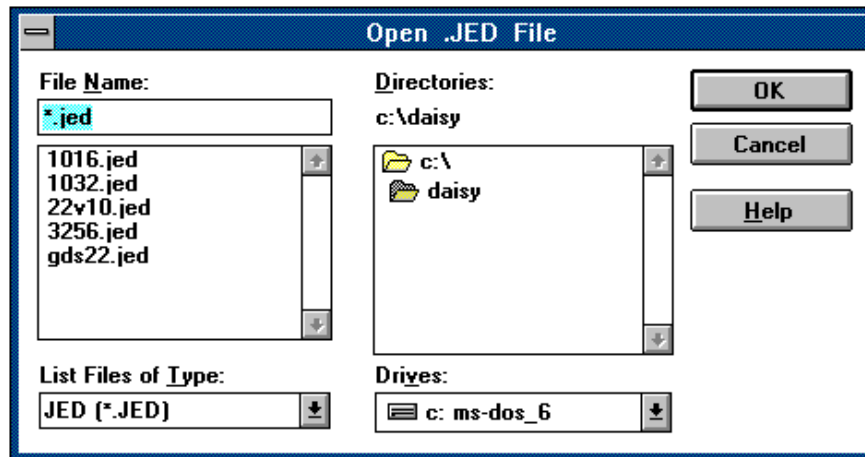 Open .JED File
File Name:
*.jed
1016.jed
1032.jed
22v10.jed
3256.jed
gds22.jed
List Files of Type:
JED (*.JED)
Directories:
c:\daisy
c:\
daisy
Drives:
c: ms-dos_6
OK
Cancel
Help